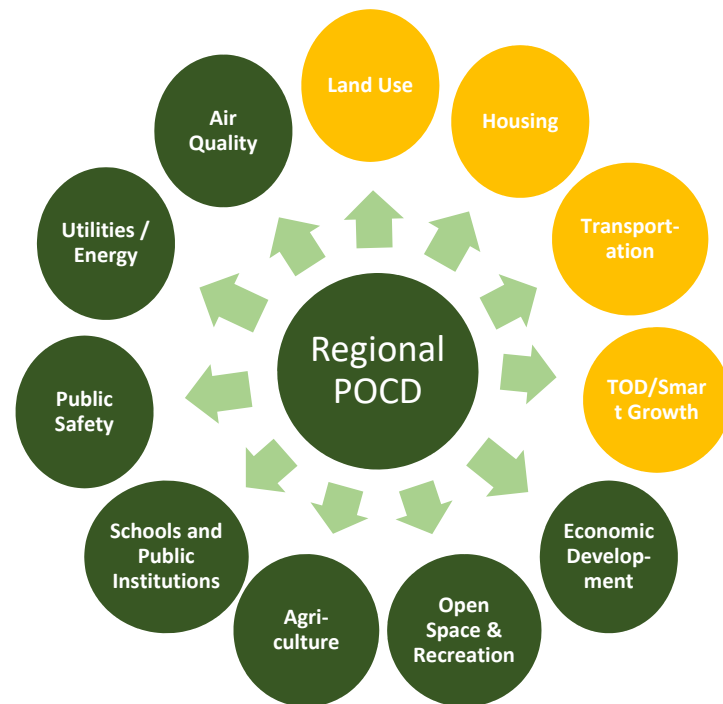 Regional
POCD
Land Use
Housing
Transport-
ation
TOD/Smar
t Growth
Economic
Develop-
ment
Open
Space &
Recreation
Agri-
culture
Schools and
Public
Institutions
Public
Safety
Utilities /
Energy
Air
Quality